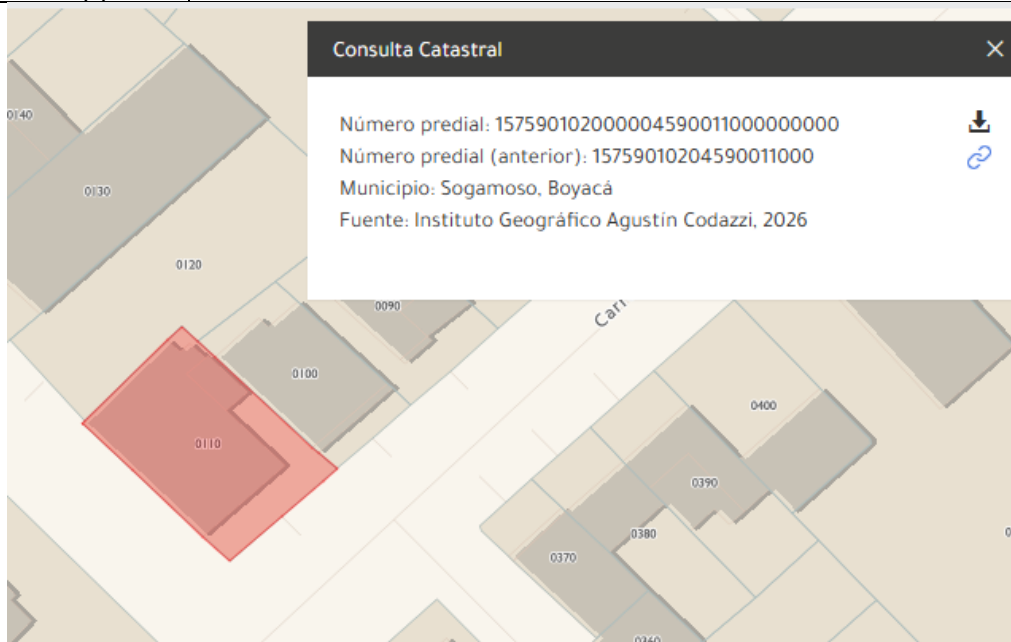 Consulta Catastral
Número predial: 157590102000004590011000000000
Número predial (anterior): 15759010204590011000
Municipio: Sogamoso, Boyacá
Fuente: Instituto Geográfico Agustín Codazzi, 2026
0140
0130
0120
0090
Carr
0100
0110
0400
0390
0380
0370
0360